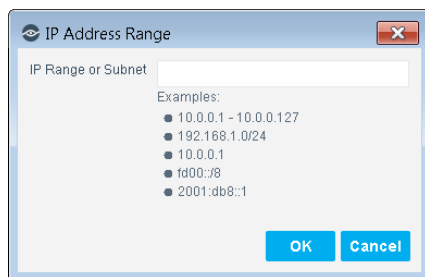 IP Address Range
IP Range or Subnet
Examples:
10.0.0.1 - 10.0.0.127
192.168.1.0/24
10.0.0.1
fd00::/8
2001:db8::1
OK Cancel